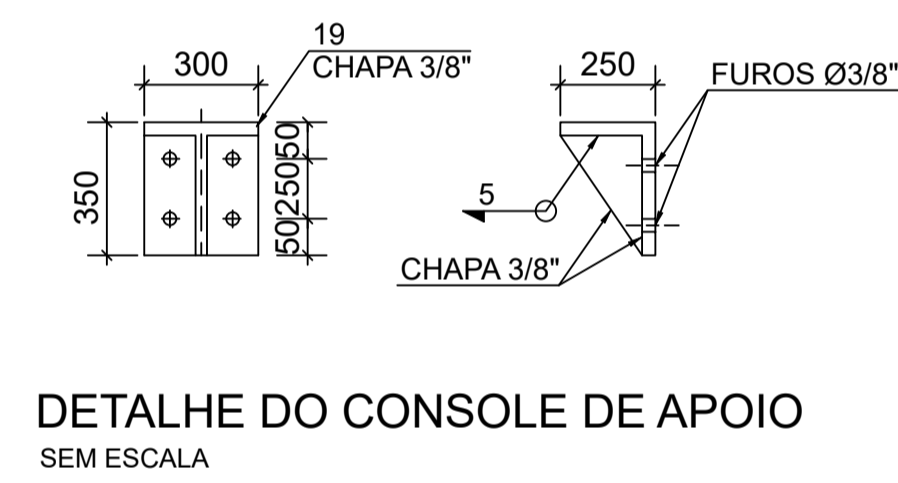 19
CHAPA 3/8"
300
250
FUROS Ø3/8"
350
50
250
50
5
CHAPA 3/8"
DETALHE DO CONSOLE DE APOIO
SEM ESCALA